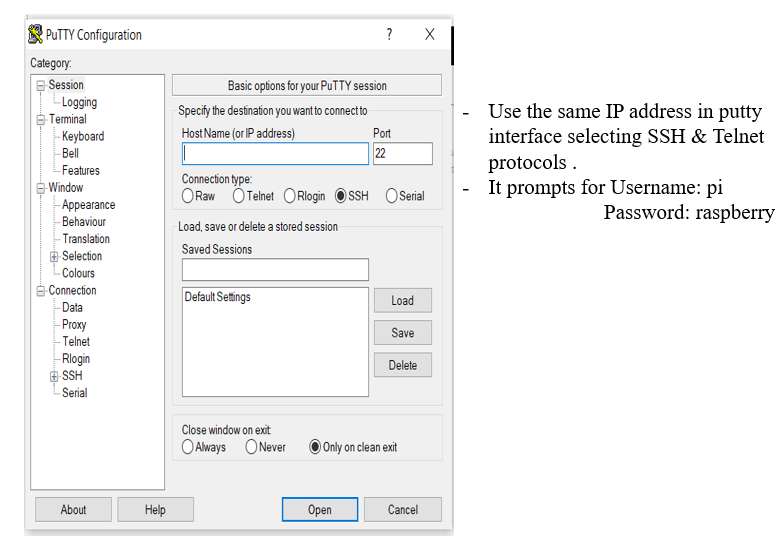 PuTTY Configuration
?
X
Category:
Session
Logging
Terminal
Keyboard
Bell
Features
Window
Appearance
Behaviour
Translation
Selection
Colours
Connection
Data
Proxy
Telnet
Rlogin
SSH
Serial
Basic options for your PuTTY session
Specify the destination you want to connect to
Host Name (or IP address) Port
22
Connection type:
Raw Telnet Rlogin SSH Serial
Load, save or delete a stored session
Saved Sessions
Default Settings
Load
Save
Delete
Close window on exit:
Always Never Only on clean exit
About Help Open Cancel
- Use the same IP address in putty
interface selecting SSH & Telnet
protocols .
- It prompts for Username: pi
Password: raspberry